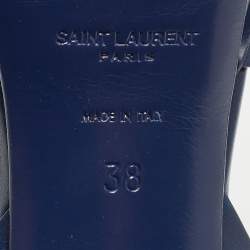 SAINT LAURENT
PARIS
MADE IN ITALY
38